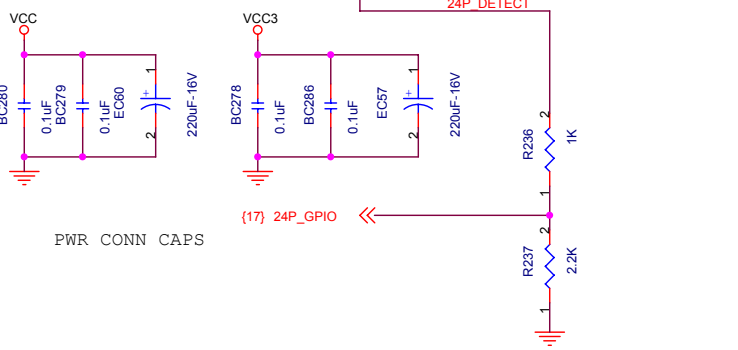 24P_DETECT
VCC
VCC3
BC280
0.1uF
BC279
0.1uF
EC60
1
+
2
220uF-16V
BC278
0.1uF
BC286
0.1uF
EC57
1
+
2
220uF-16V
2
R236
1K
1
{17} 24P_GPIO
2
R237
2.2K
1
PWR CONN CAPS